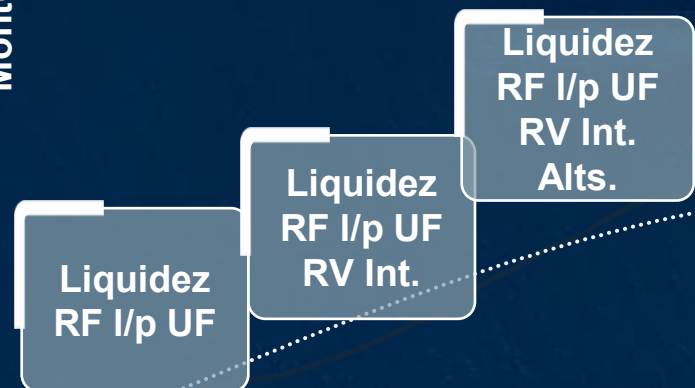 Liquidez
RF l/p UF
Liquidez
RF l/p UF
RV Int.
Liquidez
RF l/p UF
RV Int.
Alts.